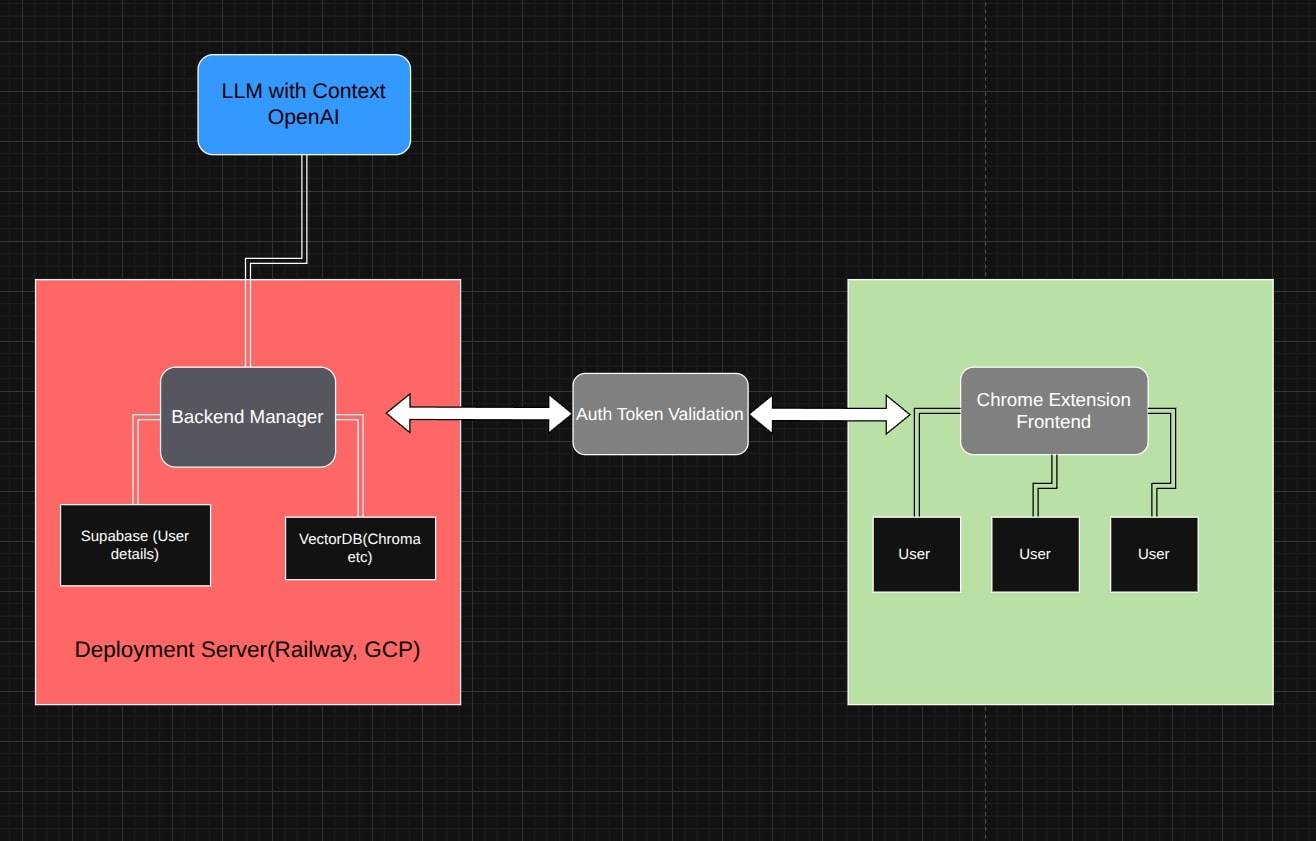 LLM with Context
OpenAI
Backend Manager
Auth Token Validation
Chrome Extension
Frontend
Supabase (User
details)
VectorDB(Chroma
etc)
User
User
User
Deployment Server(Railway, GCP)